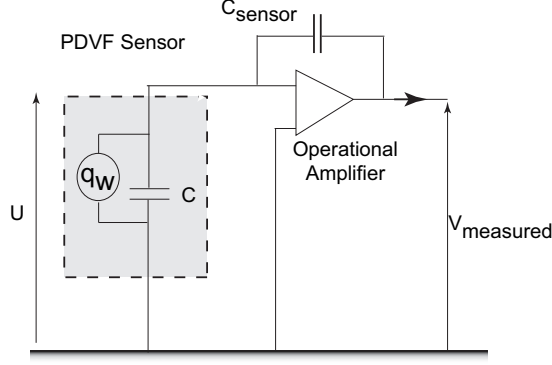 C_sensor
PDVF Sensor
q_w
C
U
Operational
Amplifier
V_measured